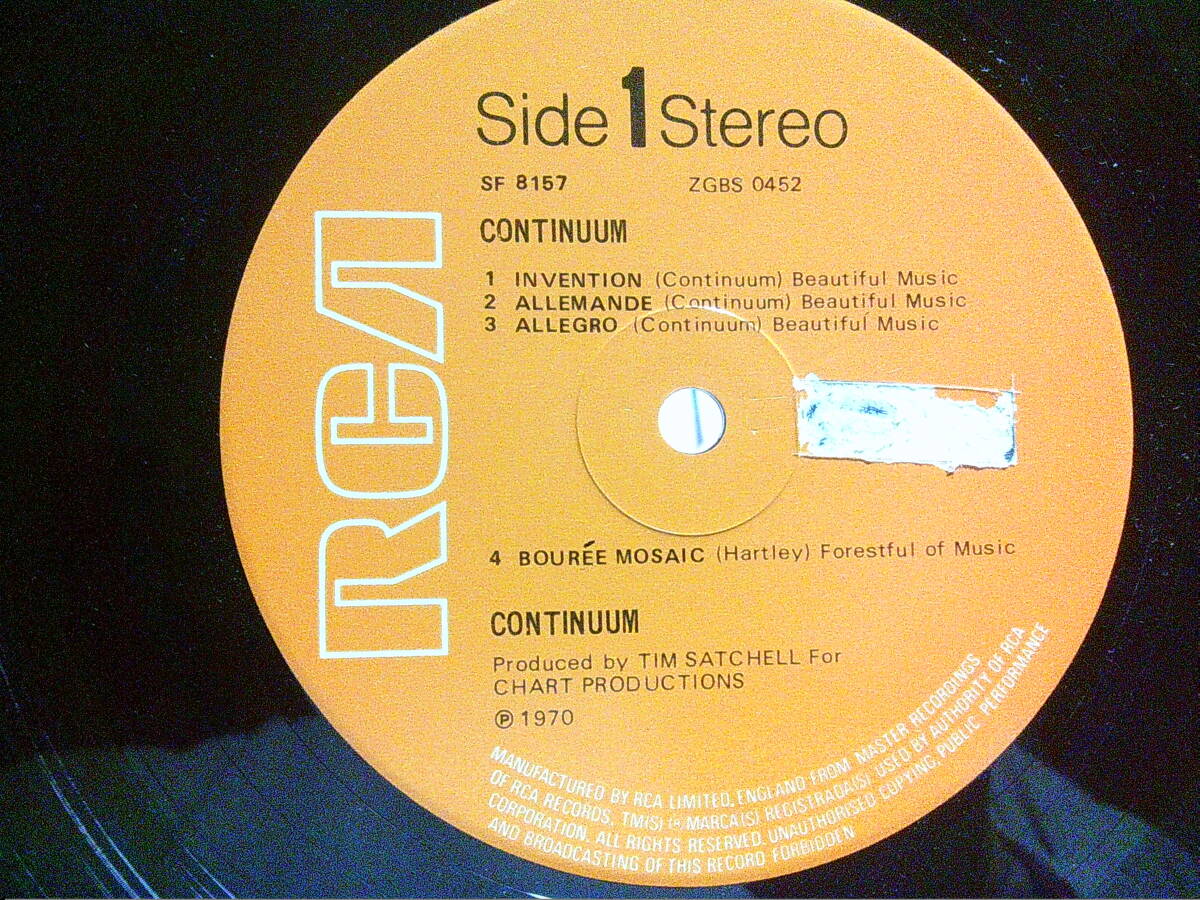 Side 1 Stereo
SF 8157 ZGBS 0452
CONTINUUM
1 INVENTION (Continuum) Beautiful Music
2 ALLEMANDE (Continuum) Beautiful Music
3 ALLEGRO (Continuum) Beautiful Music
4 BOURÉE MOSAIC (Hartley) Forestful of Music
CONTINUUM
Produced by TIM SATCHELL For
CHART PRODUCTIONS
Ⓟ 1970
RCA
MANUFACTURED BY RCA LIMITED, ENGLAND FROM MASTER RECORDINGS
OF RCA RECORDS. TM(S) ® MARCA(S) REGISTRADA(S). USED BY AUTHORITY OF RCA
CORPORATION. ALL RIGHTS RESERVED. UNAUTHORISED COPYING, PUBLIC PERFORMANCE
AND BROADCASTING OF THIS RECORD FORBIDDEN